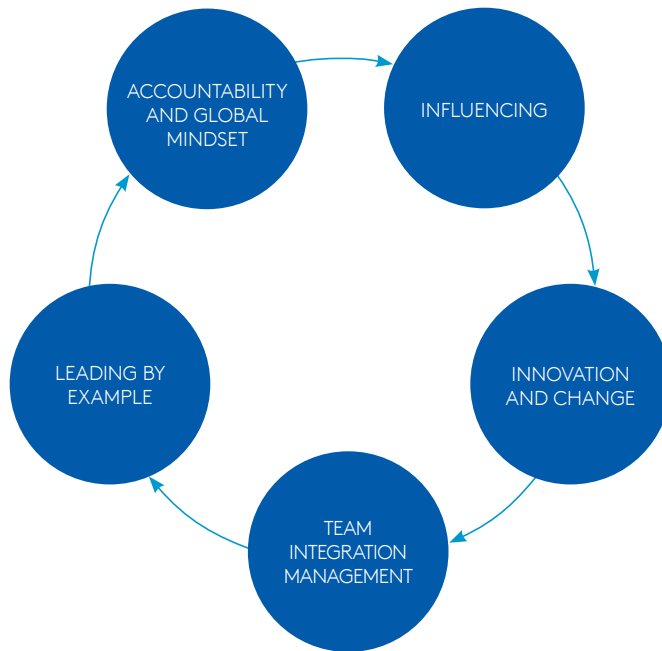 ACCOUNTABILITY
AND GLOBAL
MINDSET
INFLUENCING
INNOVATION
AND CHANGE
TEAM
INTEGRATION
MANAGEMENT
LEADING BY
EXAMPLE